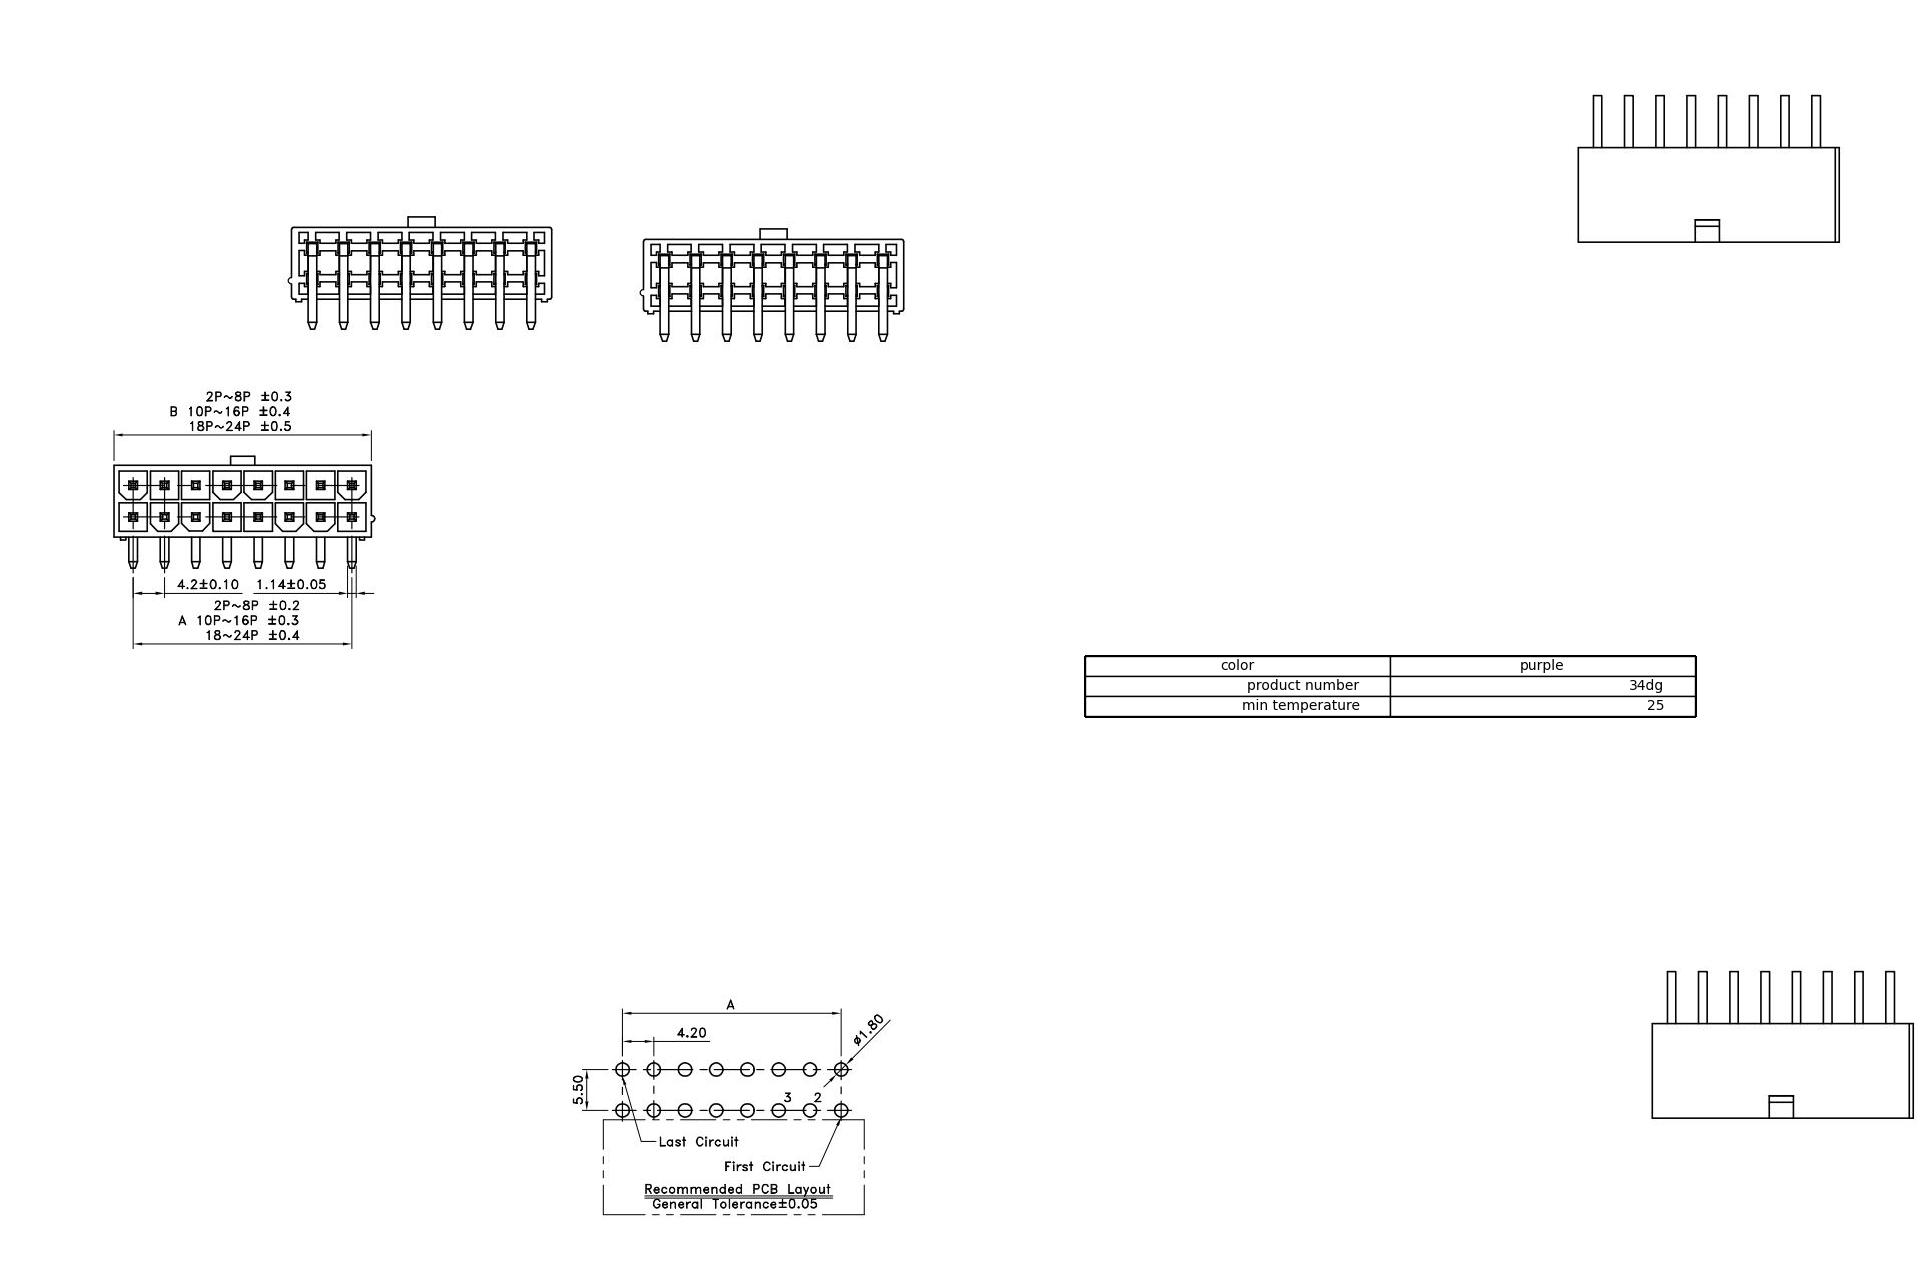 2P~8P ±0.3
B 10P~16P ±0.4
18P~24P ±0.5
4.2±0.10 1.14±0.05
2P~8P ±0.2
A 10P~16P ±0.3
18~24P ±0.4
color purple
product number 34dg
min temperature 25
A
4.20
ø1.80
5.50
3 2
Last Circuit
First Circuit
Recommended PCB Layout
General Tolerance±0.05